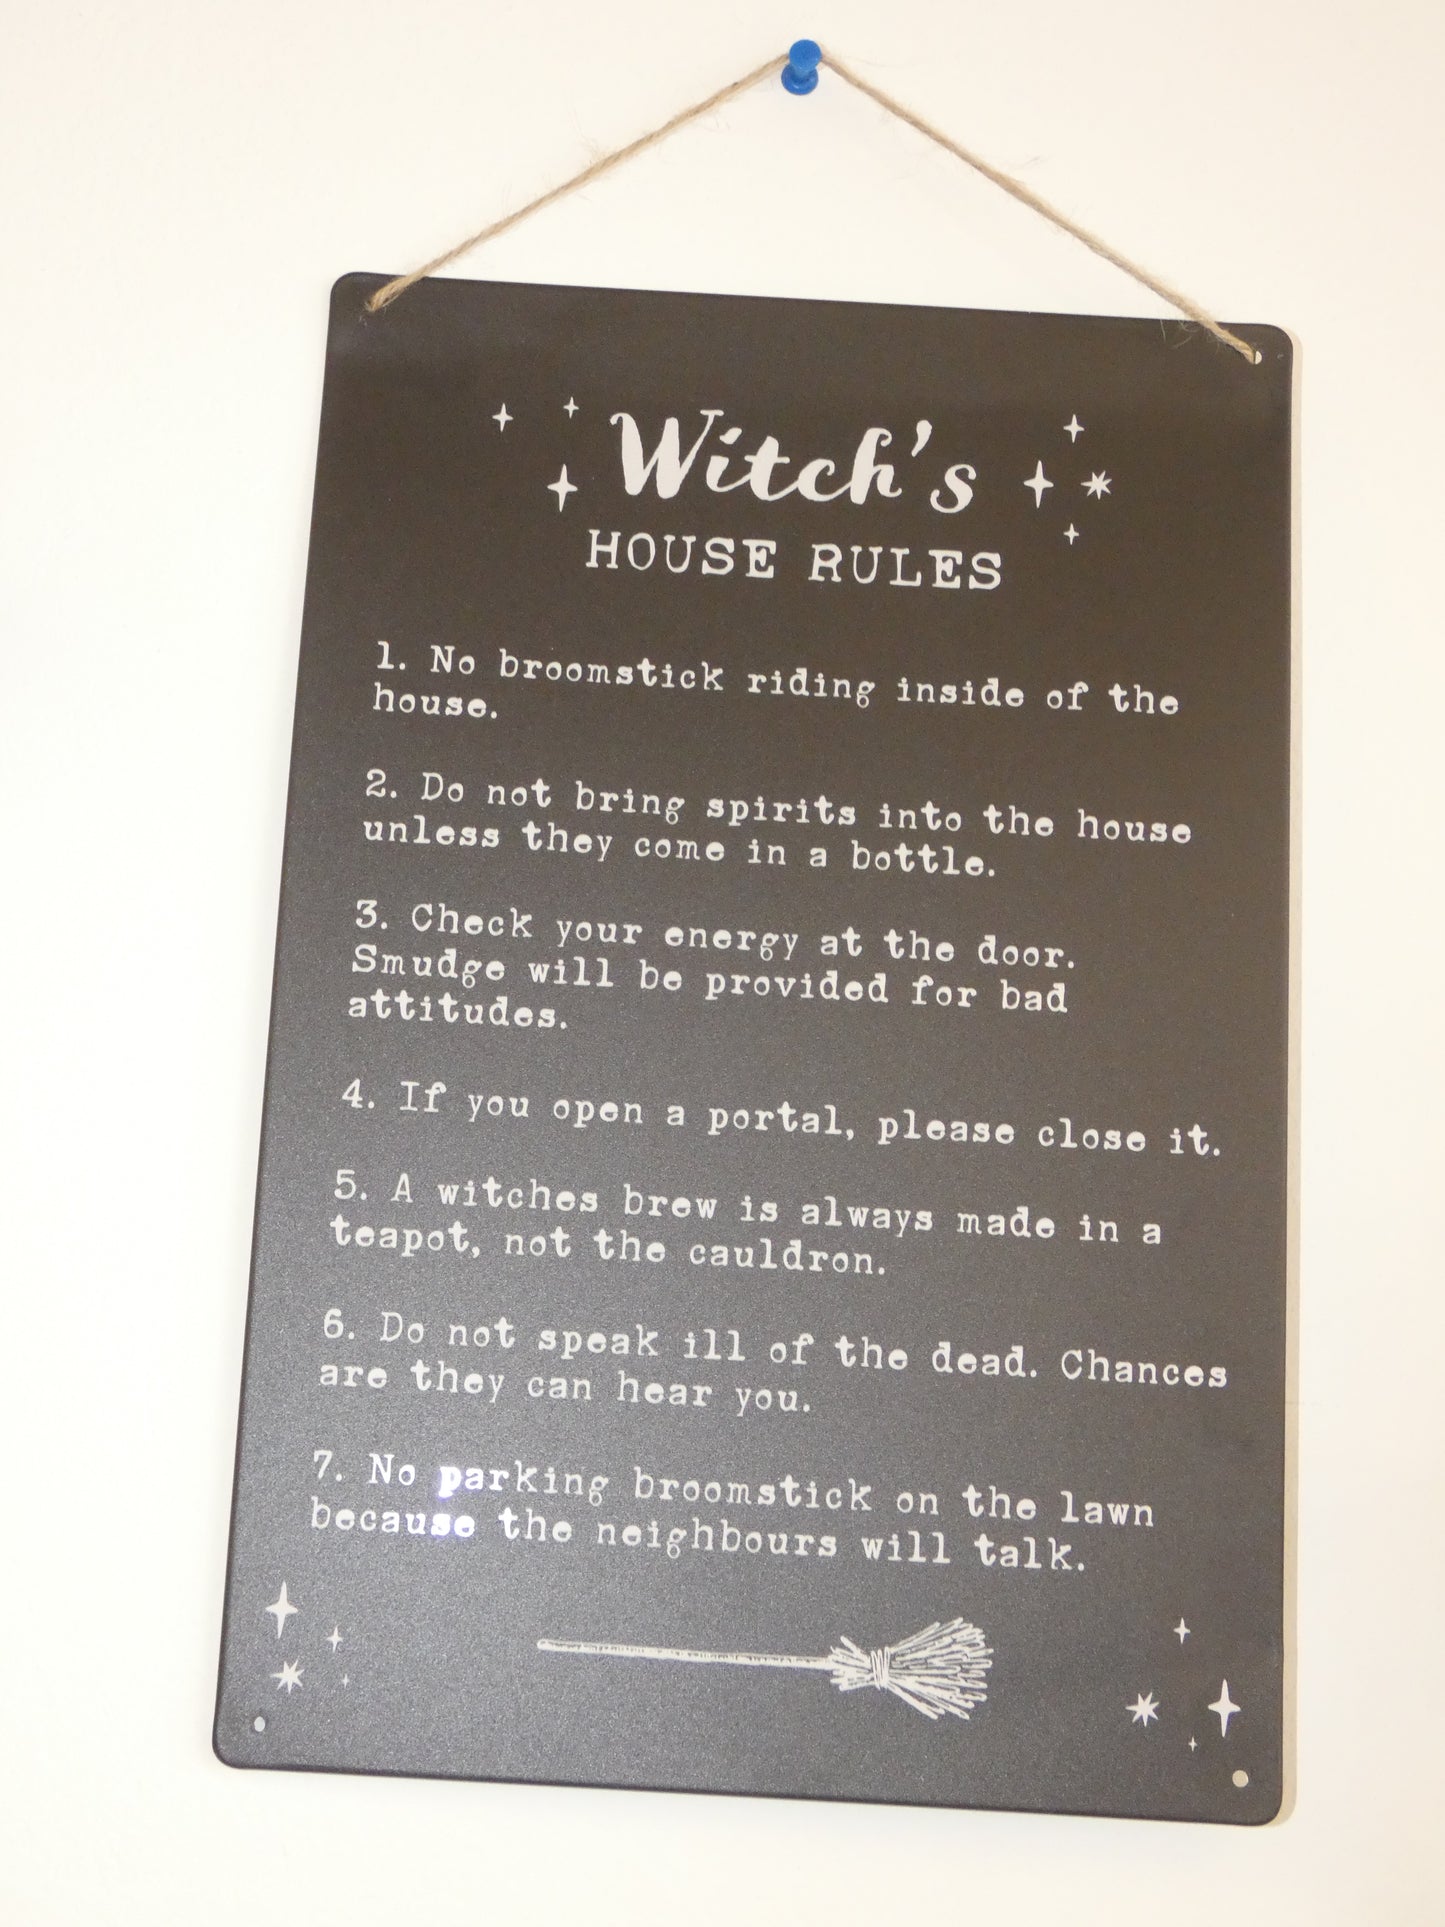 Witch's
HOUSE RULES
1. No broomstick riding inside of the
house.
2. Do not bring spirits into the house
unless they come in a bottle.
3. Check your energy at the door.
Smudge will be provided for bad
attitudes.
4. If you open a portal, please close it.
5. A witches brew is always made in a
teapot, not the cauldron.
6. Do not speak ill of the dead. Chances
are they can hear you.
7. No parking broomstick on the lawn
because the neighbours will talk.